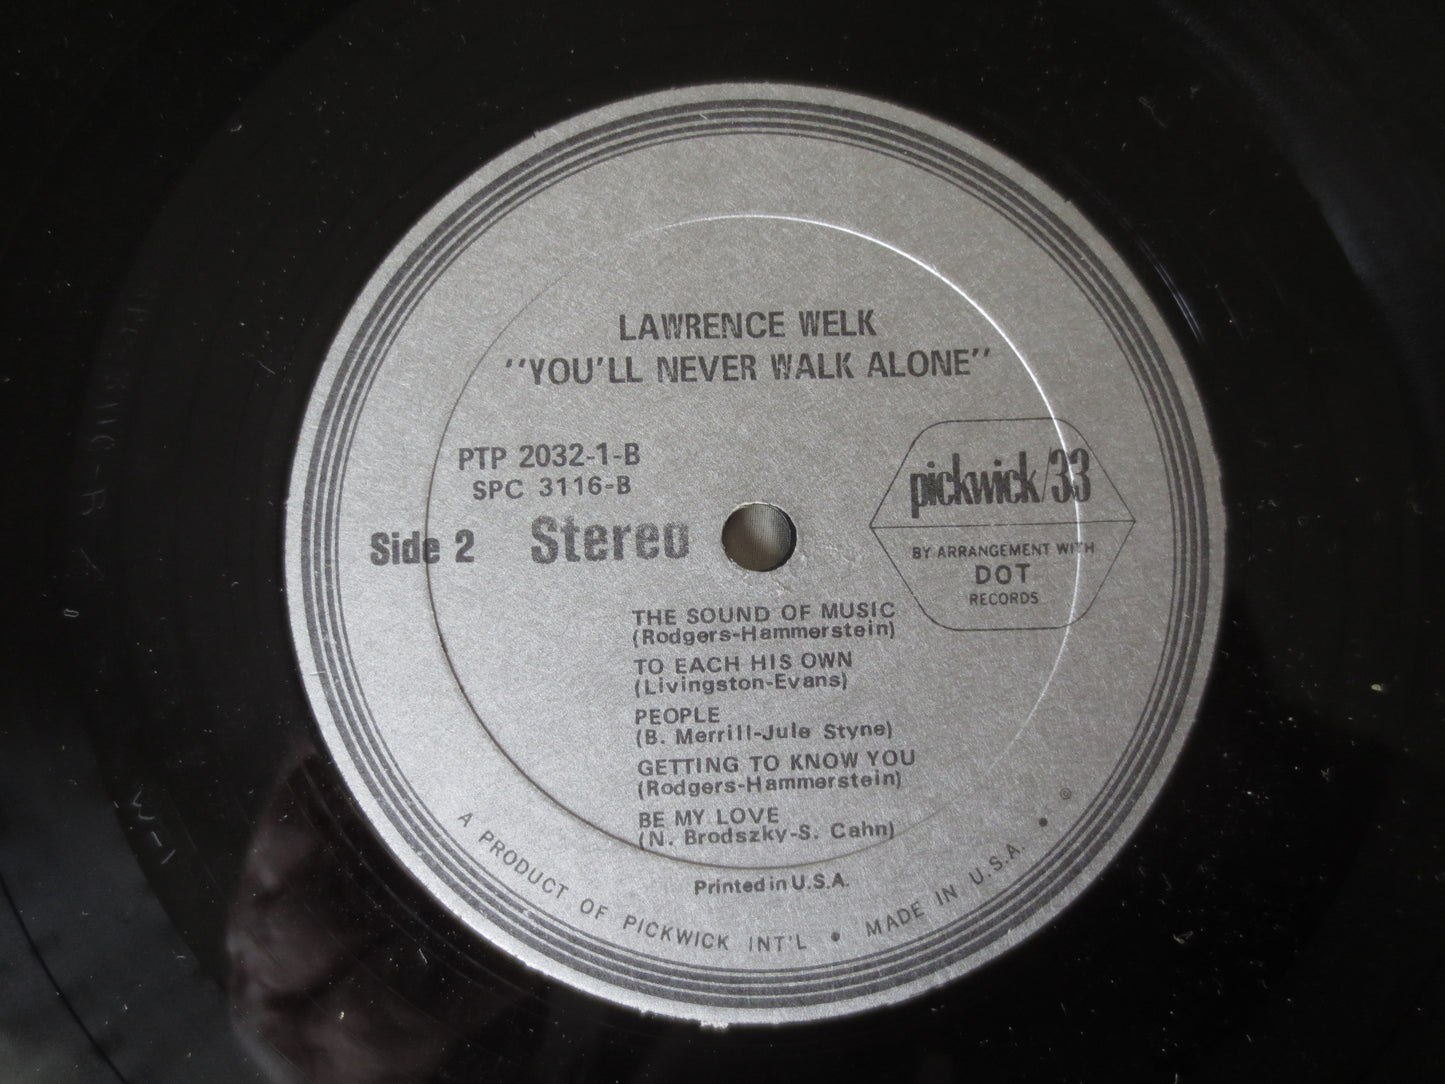 LAWRENCE WELK
"YOU'LL NEVER WALK ALONE"
PTP 2032-1-B
SPC 3116-B
Side 2 Stereo
pickwick/33
BY ARRANGEMENT WITH
DOT
RECORDS
THE SOUND OF MUSIC
(Rodgers-Hammerstein)
TO EACH HIS OWN
(Livingston-Evans)
PEOPLE
(B. Merrill-Jule Styne)
GETTING TO KNOW YOU
(Rodgers-Hammerstein)
BE MY LOVE
(N. Brodszky-S. Cahn)
Printed in U.S.A.
A PRODUCT OF PICKWICK INT'L • MADE IN U.S.A. • ®